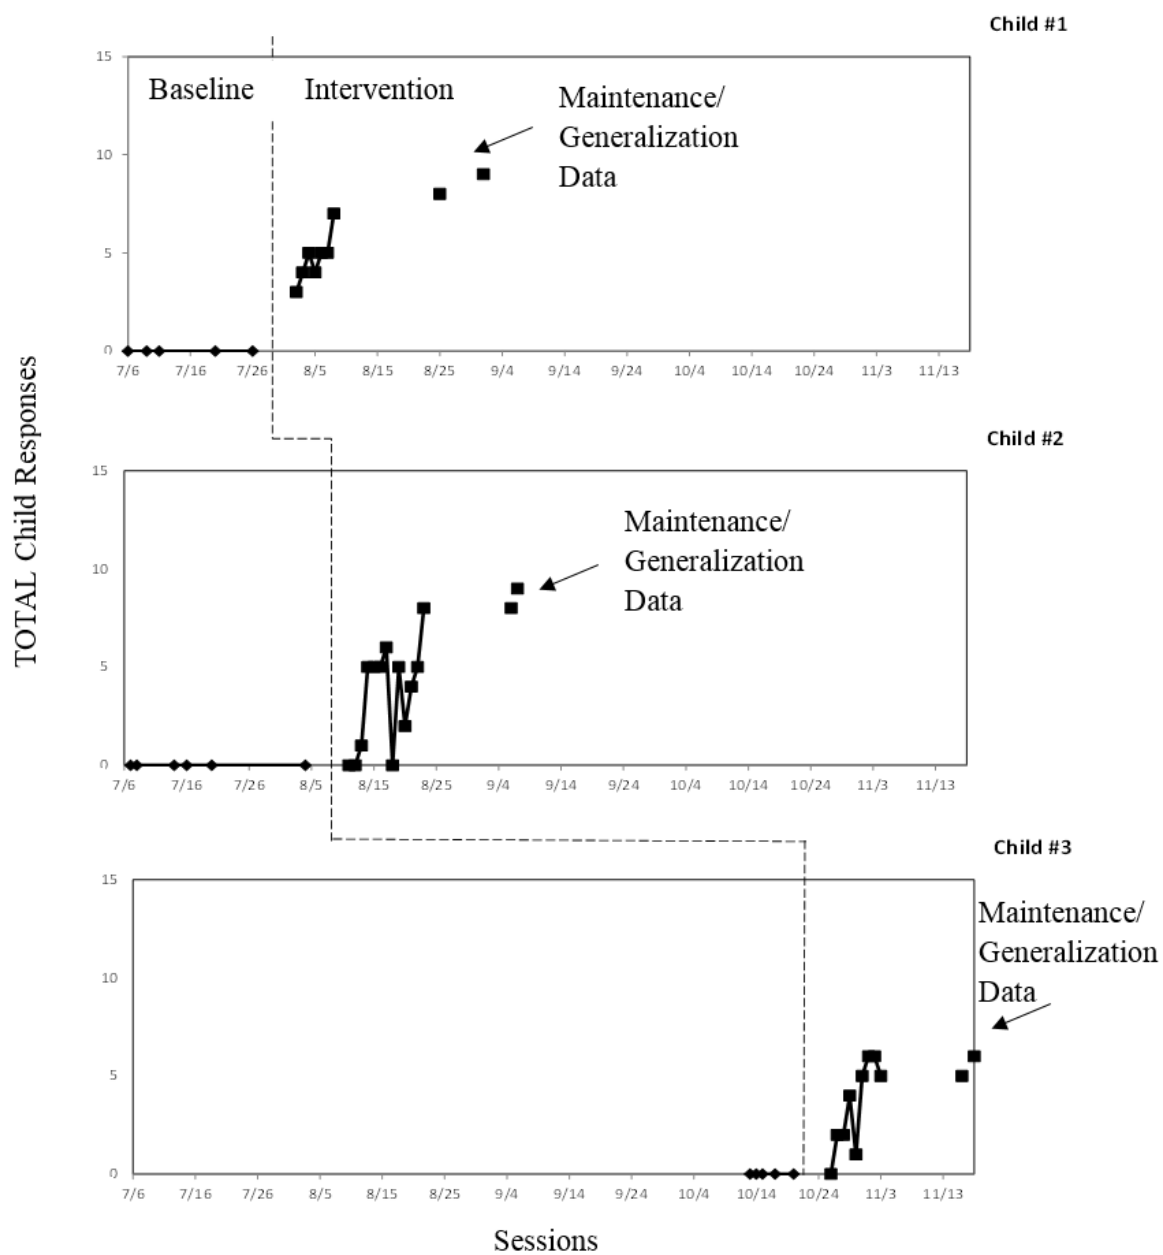 Child #1
15
Baseline
Intervention
Maintenance/
Generalization
Data
10
5
0
7/6 7/16 7/26 8/5 8/15 8/25 9/4 9/14 9/24 10/4 10/14 10/24 11/3 11/13
TOTAL Child Responses
Child #2
15
Maintenance/
Generalization
Data
10
5
0
7/6 7/16 7/26 8/5 8/15 8/25 9/4 9/14 9/24 10/4 10/14 10/24 11/3 11/13
Child #3
15
Maintenance/
Generalization
Data
10
5
0
7/6 7/16 7/26 8/5 8/15 8/25 9/4 9/14 9/24 10/4 10/14 10/24 11/3 11/13
Sessions